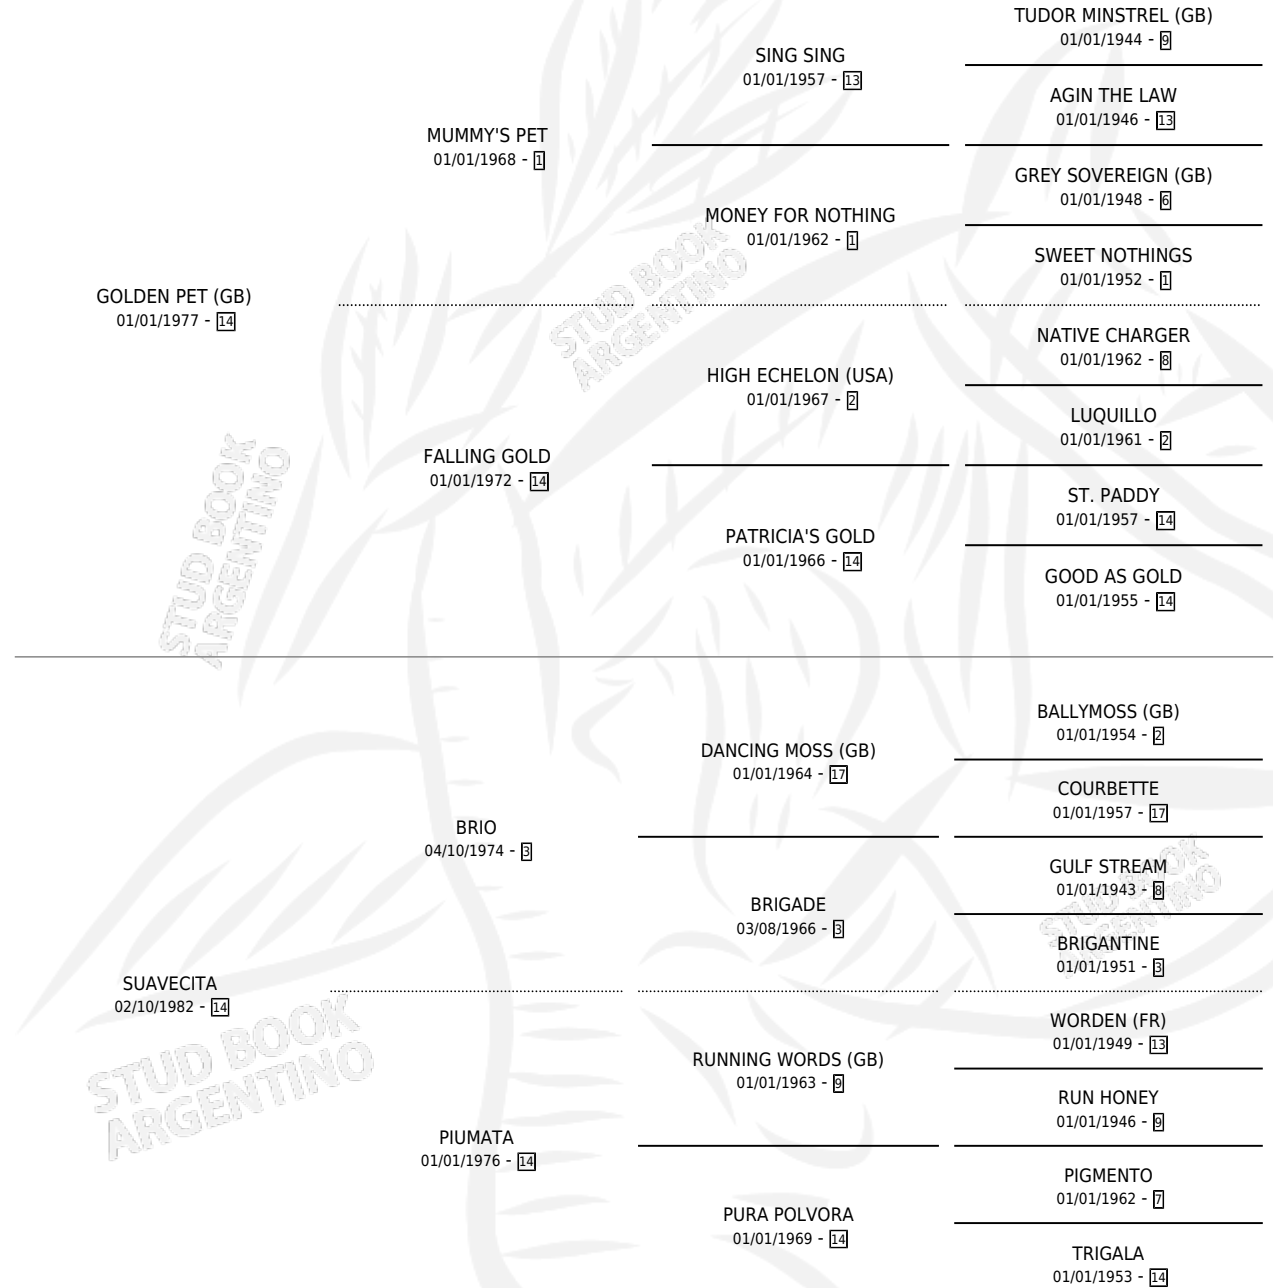 TUDOR MINSTREL (GB)
01/01/1944 - 9
SING SING
01/01/1957 - 13
AGIN THE LAW
01/01/1946 - 13
MUMMY'S PET
01/01/1968 - 1
GREY SOVEREIGN (GB)
01/01/1948 - 6
MONEY FOR NOTHING
01/01/1962 - 1
SWEET NOTHINGS
01/01/1952 - 1
GOLDEN PET (GB)
01/01/1977 - 14
STUD BOOK
ARGENTINO
NATIVE CHARGER
01/01/1962 - 8
HIGH ECHELON (USA)
01/01/1967 - 2
LUQUILLO
01/01/1961 - 2
FALLING GOLD
01/01/1972 - 14
ST. PADDY
01/01/1957 - 14
PATRICIA'S GOLD
01/01/1966 - 14
GOOD AS GOLD
01/01/1955 - 14
STUD BOOK
ARGENTINO
BALLYMOSS (GB)
01/01/1954 - 2
DANCING MOSS (GB)
01/01/1964 - 17
COURBETTE
01/01/1957 - 17
BRIO
04/10/1974 - 3
GULF STREAM
01/01/1943 - 8
BRIGADE
03/08/1966 - 3
BRIGANTINE
01/01/1951 - 3
STUD BOOK
ARGENTINO
SUAVECITA
02/10/1982 - 14
WORDEN (FR)
01/01/1949 - 13
RUNNING WORDS (GB)
01/01/1963 - 9
RUN HONEY
01/01/1946 - 9
STUD BOOK
ARGENTINO
PIUMATA
01/01/1976 - 14
PIGMENTO
01/01/1962 - 7
PURA POLVORA
01/01/1969 - 14
TRIGALA
01/01/1953 - 14